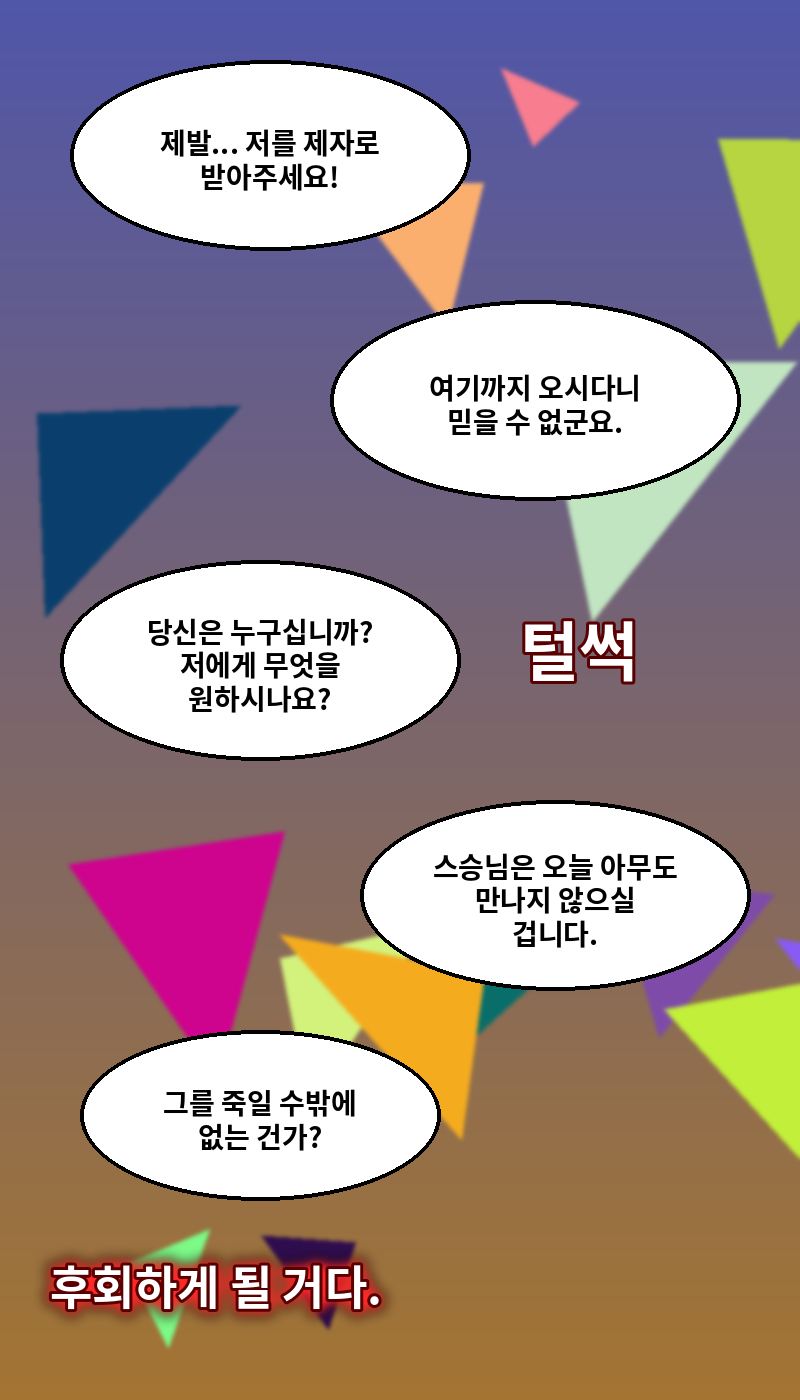 제발... 저를 제자로
받아주세요!
여기까지 오시다니
믿을 수 없군요.
당신은 누구십니까?
저에게 무엇을
원하시나요?
털썩
스승님은 오늘 아무도
만나지 않으실
겁니다.
그를 죽일 수밖에
없는 건가?
후회하게 될 거다.